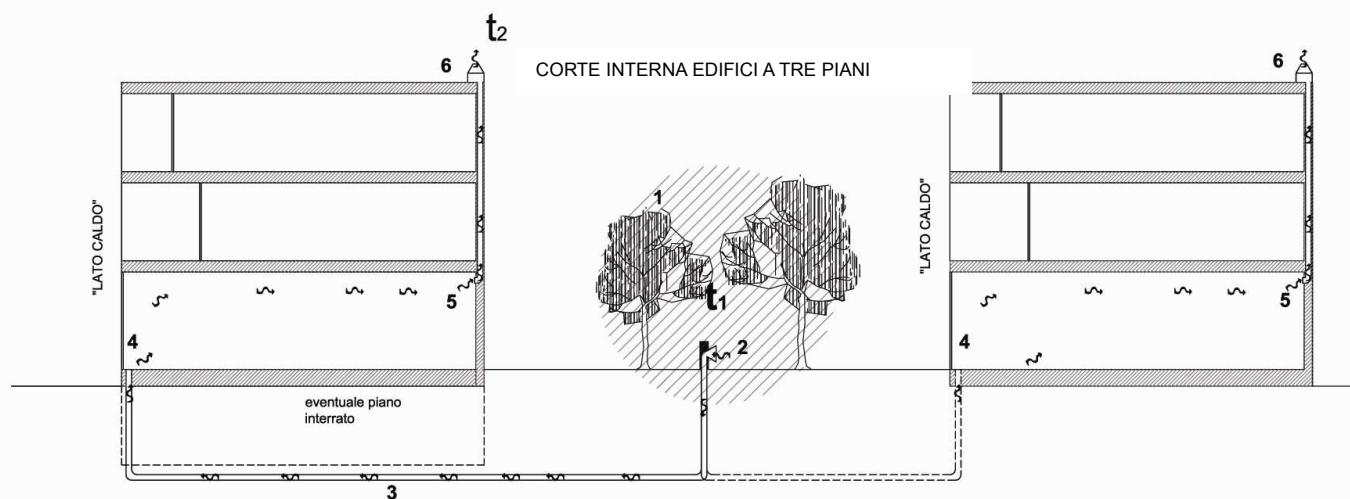 t2
6
CORTE INTERNA EDIFICI A TRE PIANI
6
"LATO CALDO"
1
"LATO CALDO"
t1
5
5
4
2
4
eventuale piano
interrato
3